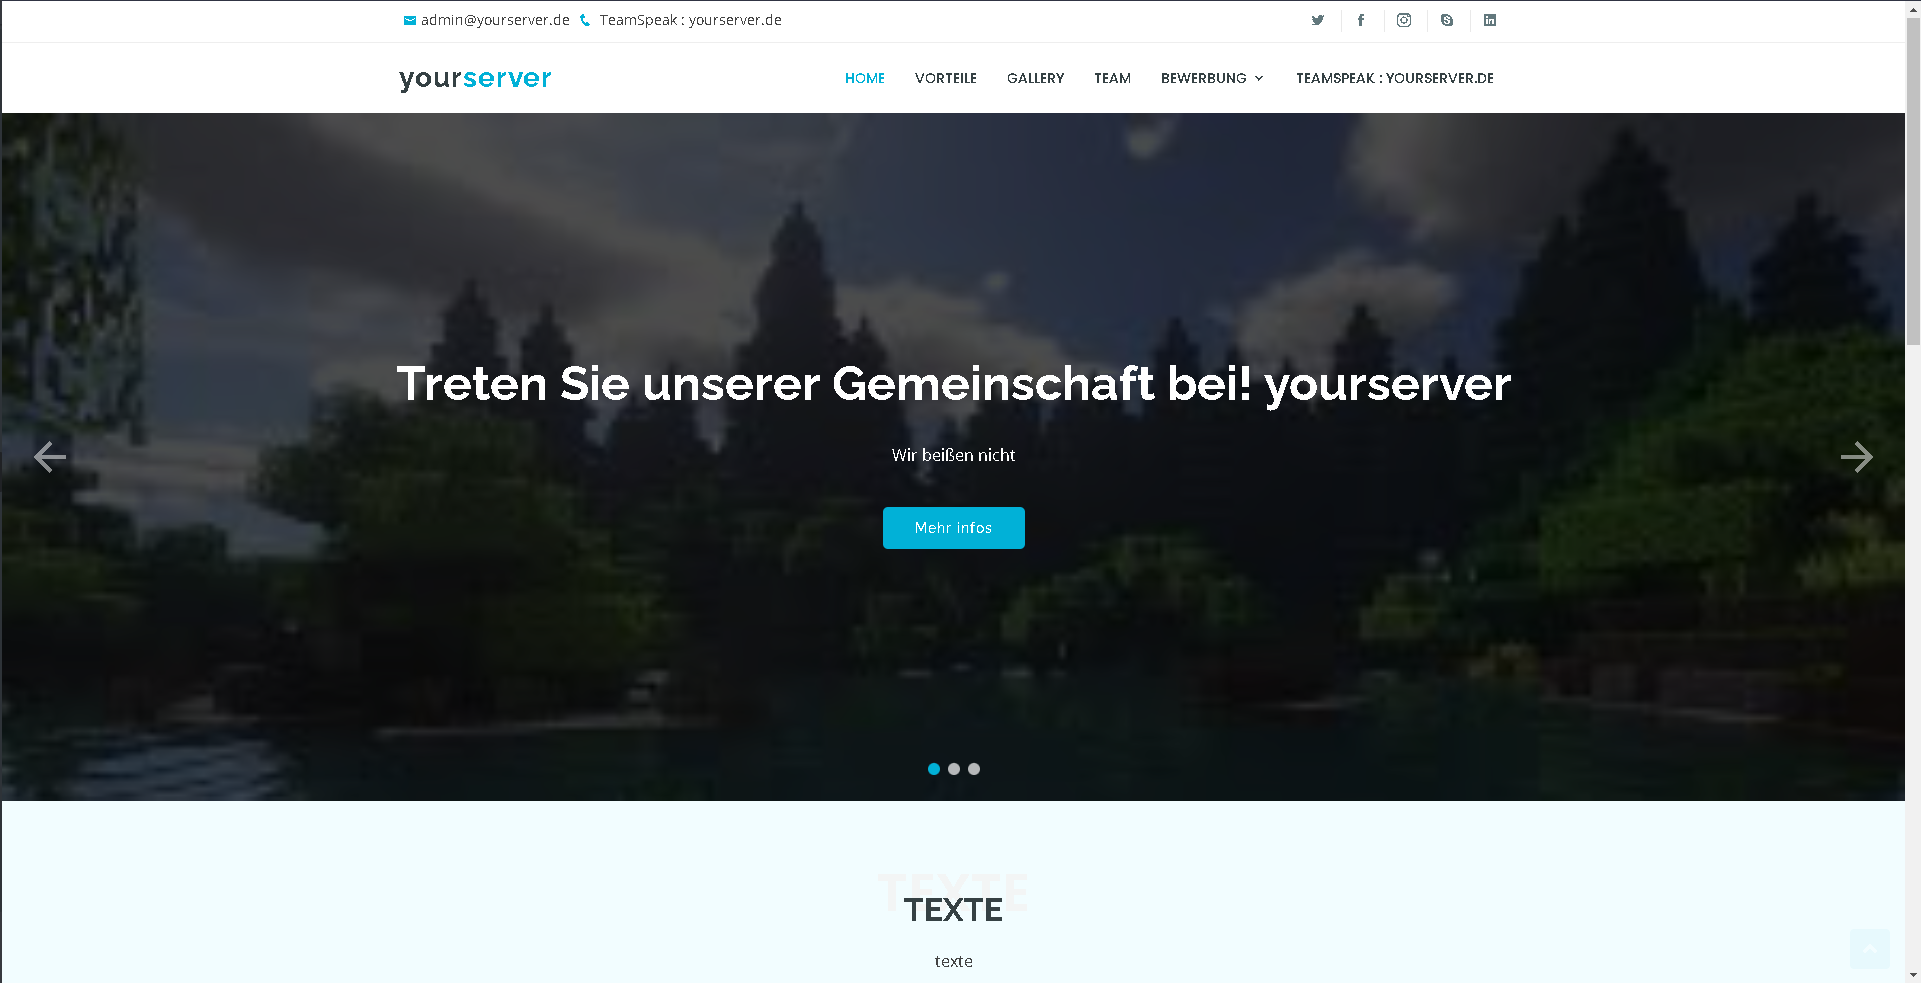 admin@yourserver.de TeamSpeak : yourserver.de
yourserver HOME VORTEILE GALLERY TEAM BEWERBUNG TEAMSPEAK : YOURSERVER.DE
Treten Sie unserer Gemeinschaft bei! yourserver
Wir beißen nicht
Mehr infos
TEXTE
TEXTE
texte